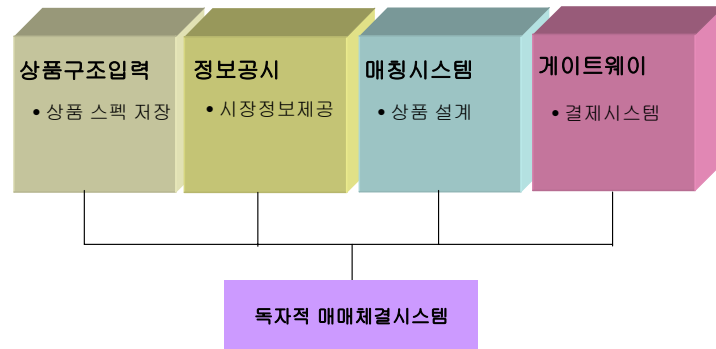 상품구조입력
• 상품 스펙 저장
정보공시
• 시장정보제공
매칭시스템
• 상품 설계
게이트웨이
• 결제시스템
독자적 매매체결시스템